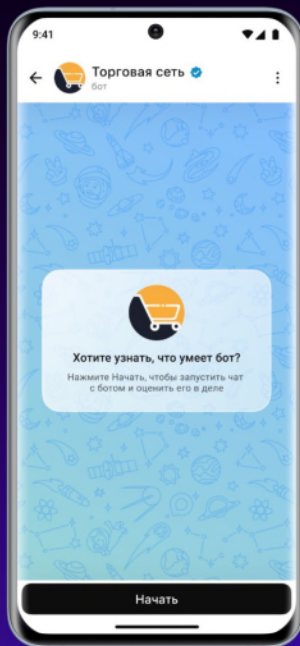 9:41
Торговая сеть
бот
Хотите узнать, что умеет бот?
Нажмите Начать, чтобы запустить чат
с ботом и оценить его в деле
Начать